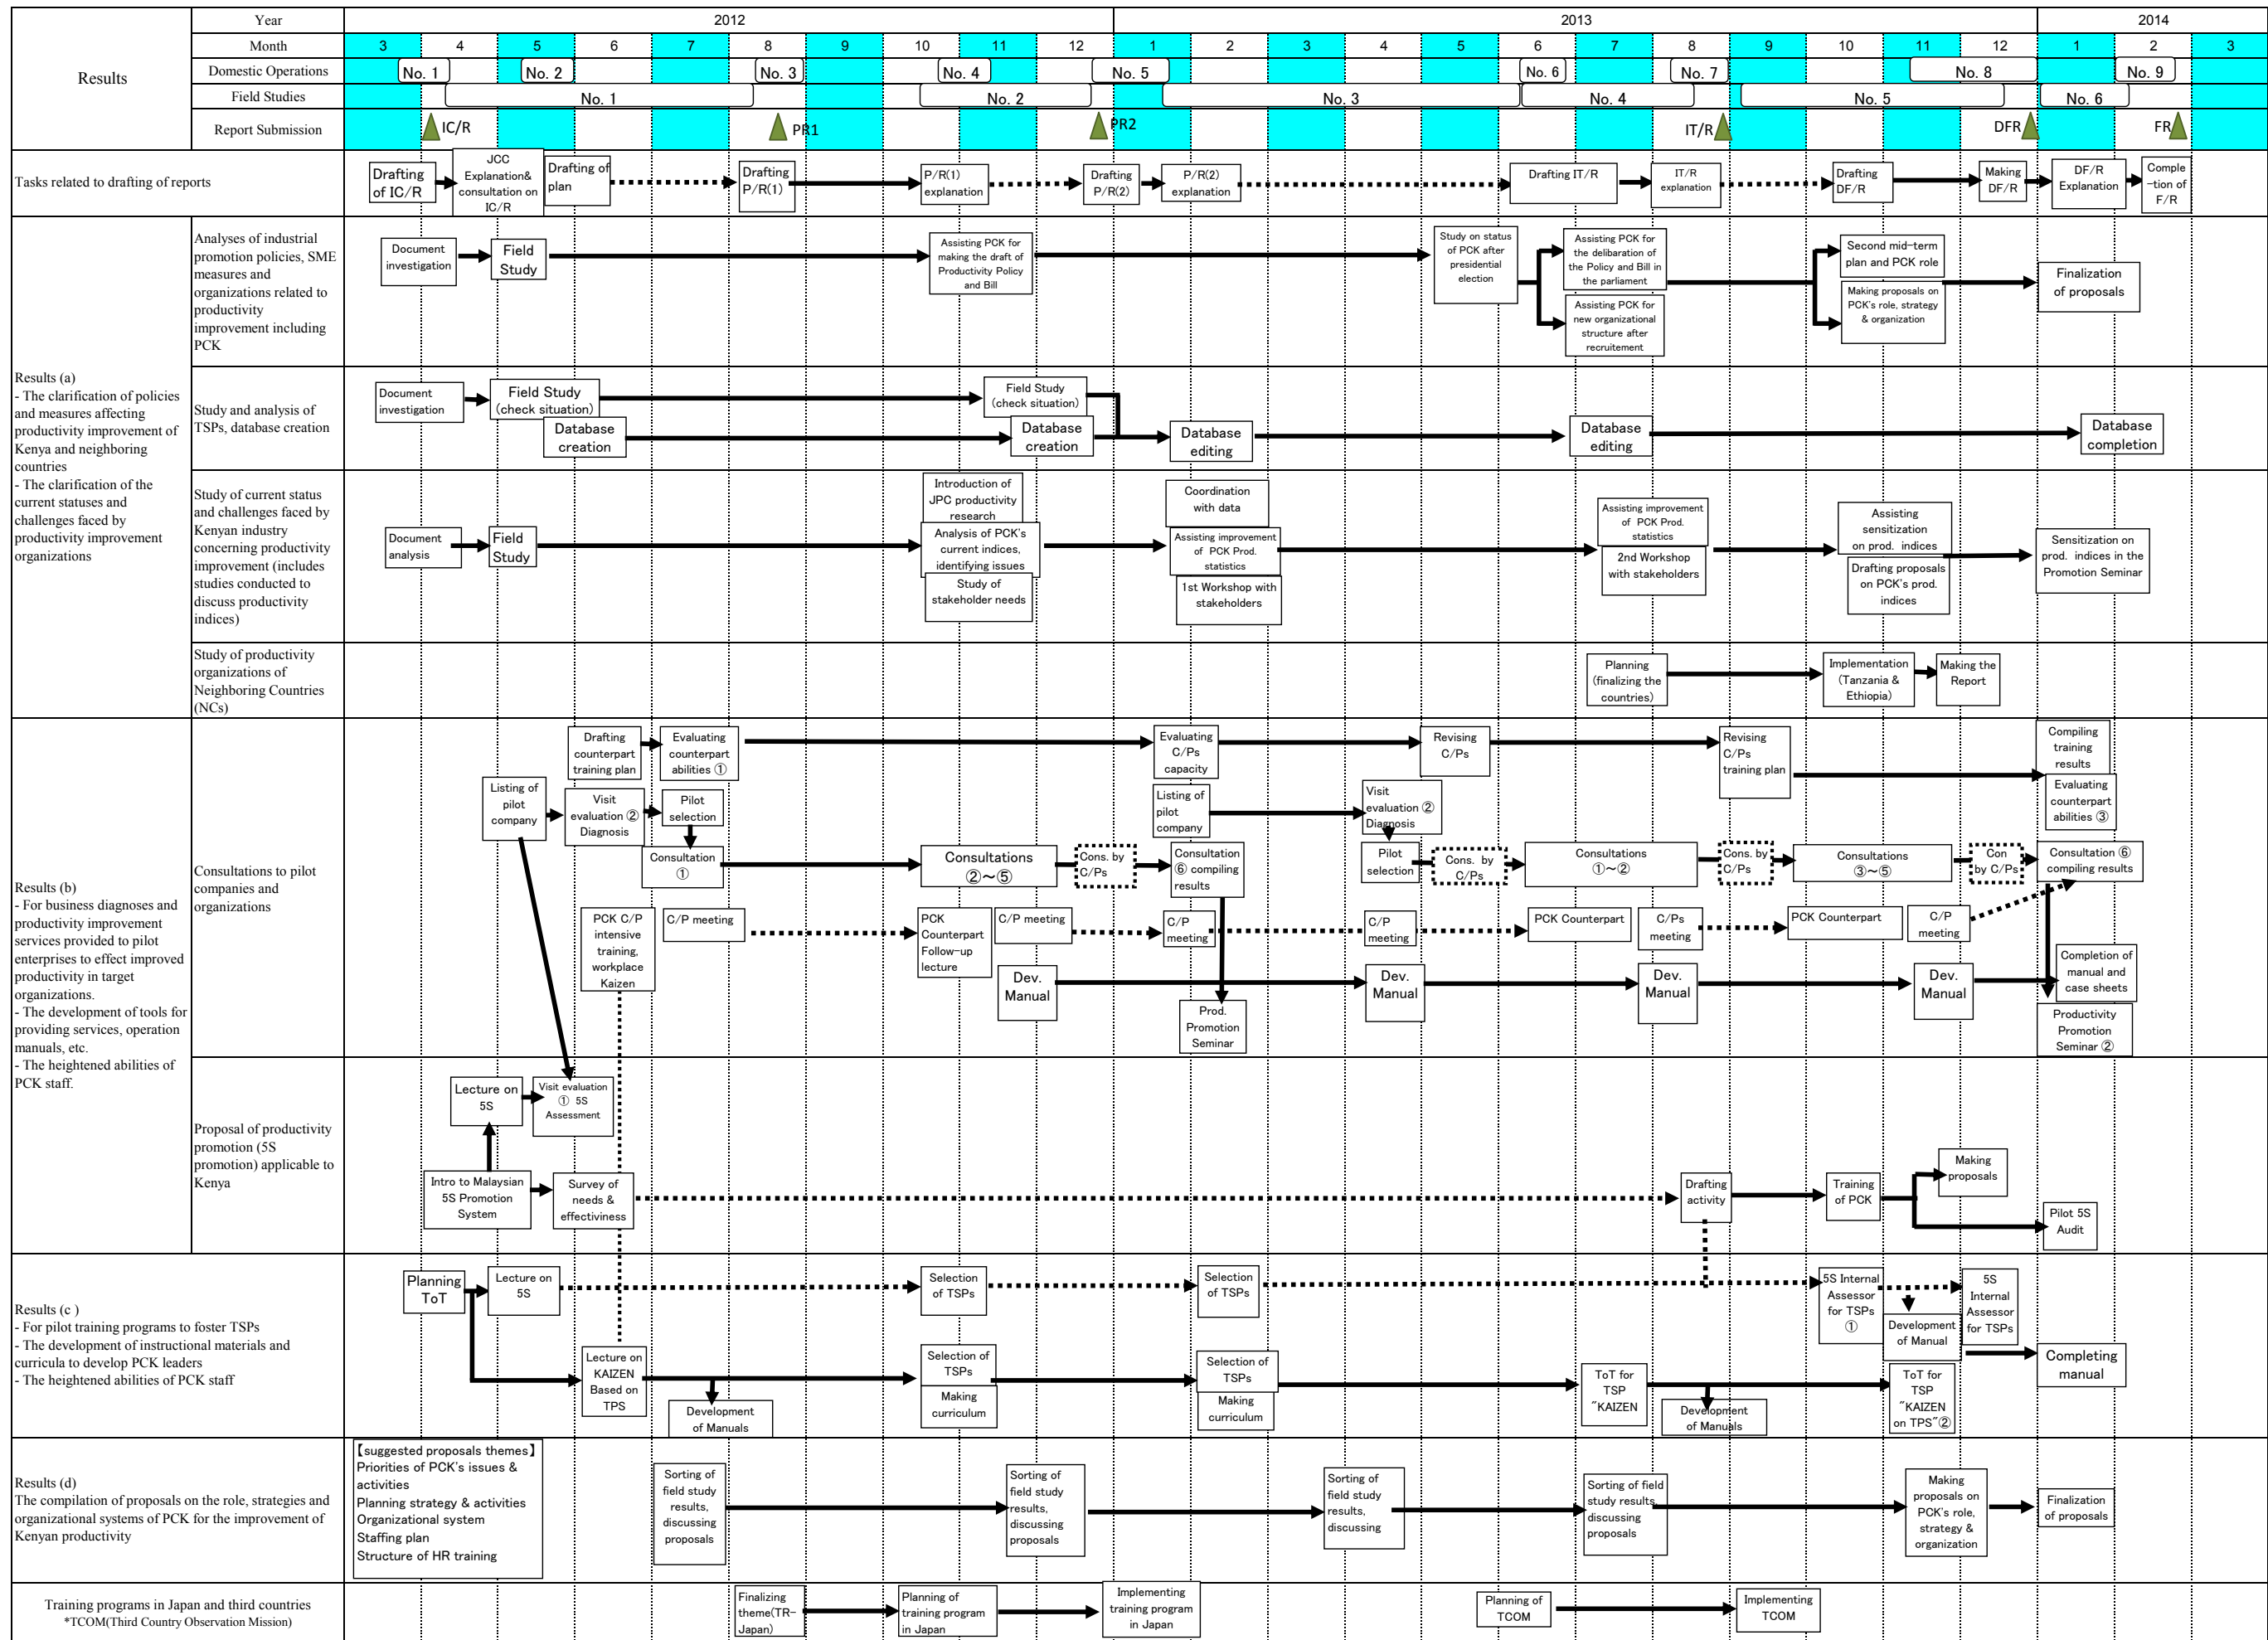 Results
Year
2012
2013
2014
Month
3
4
5
6
7
8
9
10
11
12
1
2
3
4
5
6
7
8
9
10
11
12
1
2
3
Domestic Operations
No. 1
No. 2
No. 3
No. 4
No. 5
No. 6
No. 7
No. 8
No. 9
Field Studies
No. 1
No. 2
No. 3
No. 4
No. 5
No. 6
Report Submission
IC/R
PR1
PR2
IT/R
DFR
FR
Tasks related to drafting of reports
Drafting
of IC/R
JCC
Explanation&
consultation on
IC/R
Drafting of
plan
Drafting
P/R(1)
P/R(1)
explanation
Drafting
P/R(2)
P/R(2)
explanation
Drafting IT/R
IT/R
explanation
Drafting
DF/R
Making
DF/R
DF/R
Explanation
Comple
-tion of
F/R
Results (a)
- The clarification of policies
and measures affecting
productivity improvement of
Kenya and neighboring
countries
- The clarification of the
current statuses and
challenges faced by
productivity improvement
organizations
Analyses of industrial
promotion policies, SME
measures and
organizations related to
productivity
improvement including
PCK
Document
investigation
Field
Study
Assisting PCK for
making the draft of
Productivity Policy
and Bill
Study on status
of PCK after
presidential
election
Assisting PCK for
the delibaration of
the Policy and Bill in
the parliament
Assisting PCK for
new organizational
structure after
recruitement
Second mid-term
plan and PCK role
Making proposals on
PCK's role, strategy
& organization
Finalization
of proposals
Study and analysis of
TSPs, database creation
Document
investigation
Field Study
(check situation)
Database
creation
Field Study
(check situation)
Database
creation
Database
editing
Database
editing
Database
completion
Study of current status
and challenges faced by
Kenyan industry
concerning productivity
improvement (includes
studies conducted to
discuss productivity
indices)
Document
analysis
Field
Study
Introduction of
JPC productivity
research
Analysis of PCK's
current indices,
identifying issues
Study of
stakeholder needs
Coordination
with data
Assisting improvement
of PCK Prod.
statistics
1st Workshop with
stakeholders
Assisting improvement
of PCK Prod.
statistics
2nd Workshop
with stakeholders
Assisting
sensitization
on prod. indices
Drafting proposals
on PCK's prod.
indices
Sensitization on
prod. indices in the
Promotion Seminar
Study of productivity
organizations of
Neighboring Countries
(NCs)
Planning
(finalizing the
countries)
Implementation
(Tanzania &
Ethiopia)
Making the
Report
Results (b)
- For business diagnoses and
productivity improvement
services provided to pilot
enterprises to effect improved
productivity in target
organizations.
- The development of tools for
providing services, operation
manuals, etc.
- The heightened abilities of
PCK staff.
Consultations to pilot
companies and
organizations
Drafting
counterpart
training plan
Evaluating
counterpart
abilities ①
Evaluating
C/Ps
capacity
Revising
C/Ps
Revising
C/Ps
training plan
Compiling
training
results
Evaluating
counterpart
abilities ③
Listing of
pilot
company
Visit
evaluation ②
Diagnosis
Pilot
selection
Listing of
pilot
company
Visit
evaluation ②
Diagnosis
Consultation
①
Consultations
②～⑤
Cons. by
C/Ps
Consultation
⑥ compiling
results
Pilot
selection
Cons. by
C/Ps
Consultations
①～②
Cons. by
C/Ps
Consultations
③～⑤
Con
by C/Ps
Consultation ⑥
compiling results
PCK C/P
intensive
training,
workplace
Kaizen
C/P meeting
PCK
Counterpart
Follow-up
lecture
C/P meeting
C/P
meeting
C/P
meeting
PCK Counterpart
C/Ps
meeting
PCK Counterpart
C/P
meeting
Dev.
Manual
Dev.
Manual
Dev.
Manual
Dev.
Manual
Completion of
manual and
case sheets
Prod.
Promotion
Seminar
Productivity
Promotion
Seminar ②
Proposal of productivity
promotion (5S
promotion) applicable to
Kenya
Lecture on
5S
Visit evaluation
① 5S
Assessment
Intro to Malaysian
5S Promotion
System
Survey of
needs &
effectiviness
Drafting
activity
Training
of PCK
Making
proposals
Pilot 5S
Audit
Results (c )
- For pilot training programs to foster TSPs
- The development of instructional materials and
curricula to develop PCK leaders
- The heightened abilities of PCK staff
Planning
ToT
Lecture on
5S
Selection
of TSPs
Selection
of TSPs
5S Internal
Assessor
for TSPs
①
Development
of Manual
5S
Internal
Assessor
for TSPs
Lecture on
KAIZEN
Based on
TPS
Development
of Manuals
Selection of
TSPs
Making
curriculum
Selection of
TSPs
Making
curriculum
ToT for
TSP
"KAIZEN
Development
of Manuals
ToT for
TSP
"KAIZEN
on TPS"②
Completing
manual
Results (d)
The compilation of proposals on the role, strategies and
organizational systems of PCK for the improvement of
Kenyan productivity
【suggested proposals themes】
Priorities of PCK's issues &
activities
Planning strategy & activities
Organizational system
Staffing plan
Structure of HR training
Sorting of
field study
results,
discussing
proposals
Sorting of
field study
results,
discussing
proposals
Sorting of
field study
results,
discussing
Sorting of field
study results,
discussing
proposals
Making
proposals on
PCK's role,
strategy &
organization
Finalization
of proposals
Training programs in Japan and third countries
*TCOM(Third Country Observation Mission)
Finalizing
theme(TR-
Japan)
Planning of
training program
in Japan
Implementing
training program
in Japan
Planning of
TCOM
Implementing
TCOM